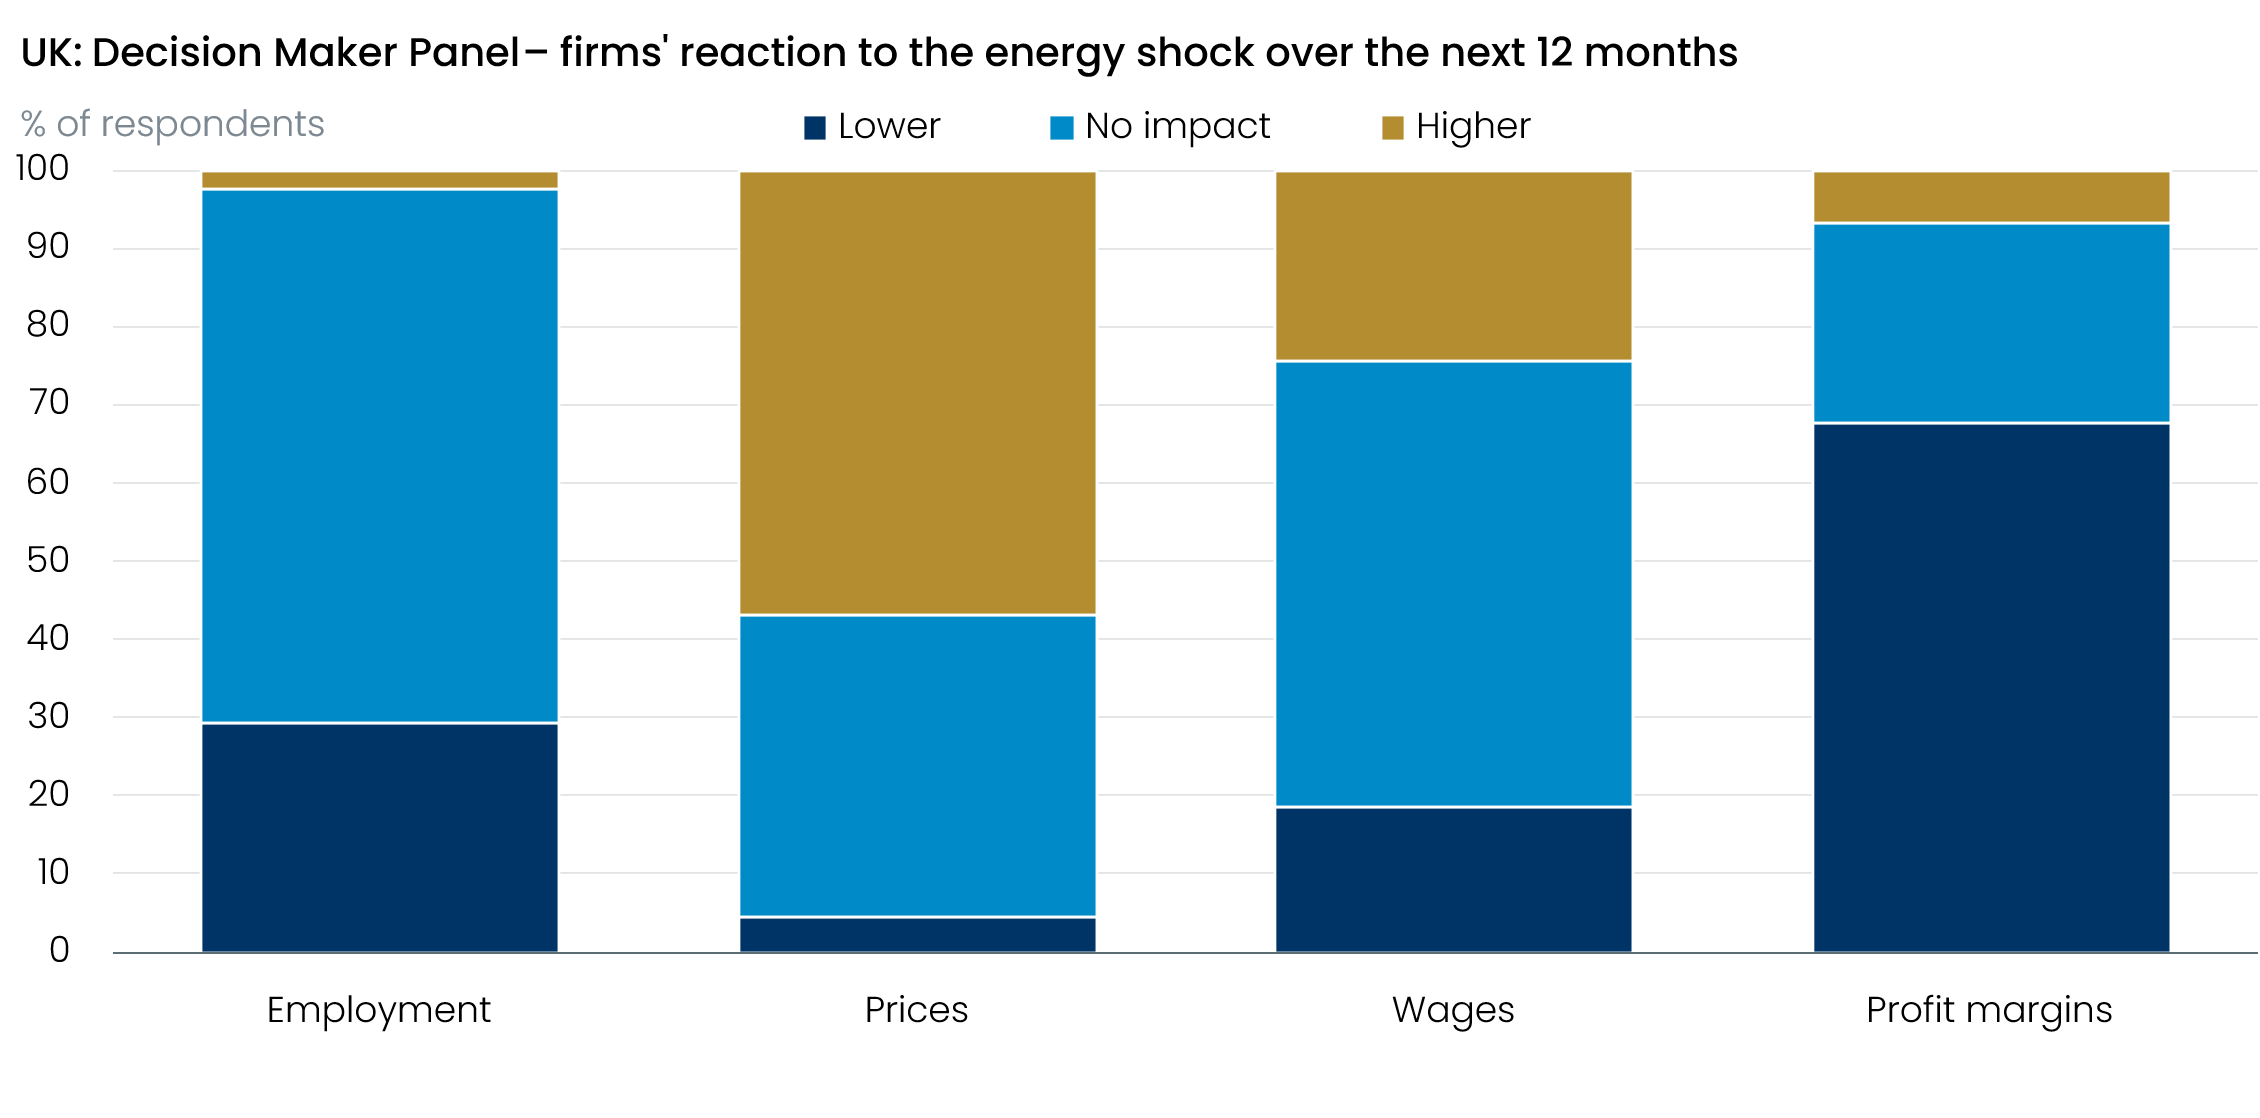 UK: Decision Maker Panel– firms' reaction to the energy shock over the next 12 months
% of respondents
Lower No impact Higher
100
90
80
70
60
50
40
30
20
10
0
Employment Prices Wages Profit margins